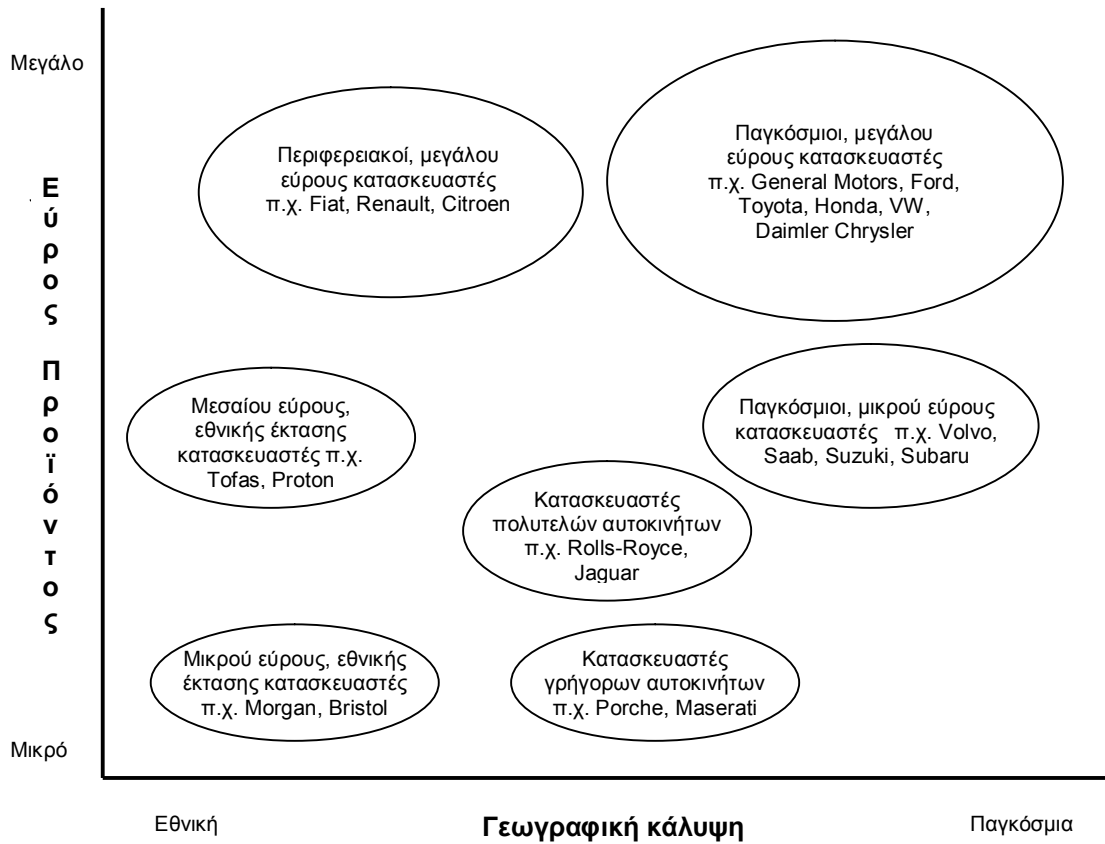 Μεγάλο
Εύρος Προϊόντος
Περιφερειακοί, μεγάλου
εύρους κατασκευαστές
π.χ. Fiat, Renault, Citroen
Παγκόσμιοι, μεγάλου
εύρους κατασκευαστές
π.χ. General Motors, Ford,
Toyota, Honda, VW,
Daimler Chrysler
Μεσαίου εύρους,
εθνικής έκτασης
κατασκευαστές π.χ.
Tofas, Proton
Παγκόσμιοι, μικρού εύρους
κατασκευαστές π.χ. Volvo,
Saab, Suzuki, Subaru
Κατασκευαστές
πολυτελών αυτοκινήτων
π.χ. Rolls-Royce,
Jaguar
Μικρού εύρους, εθνικής
έκτασης κατασκευαστές
π.χ. Morgan, Bristol
Κατασκευαστές
γρήγορων αυτοκινήτων
π.χ. Porche, Maserati
Μικρό
Εθνική
Γεωγραφική κάλυψη
Παγκόσμια